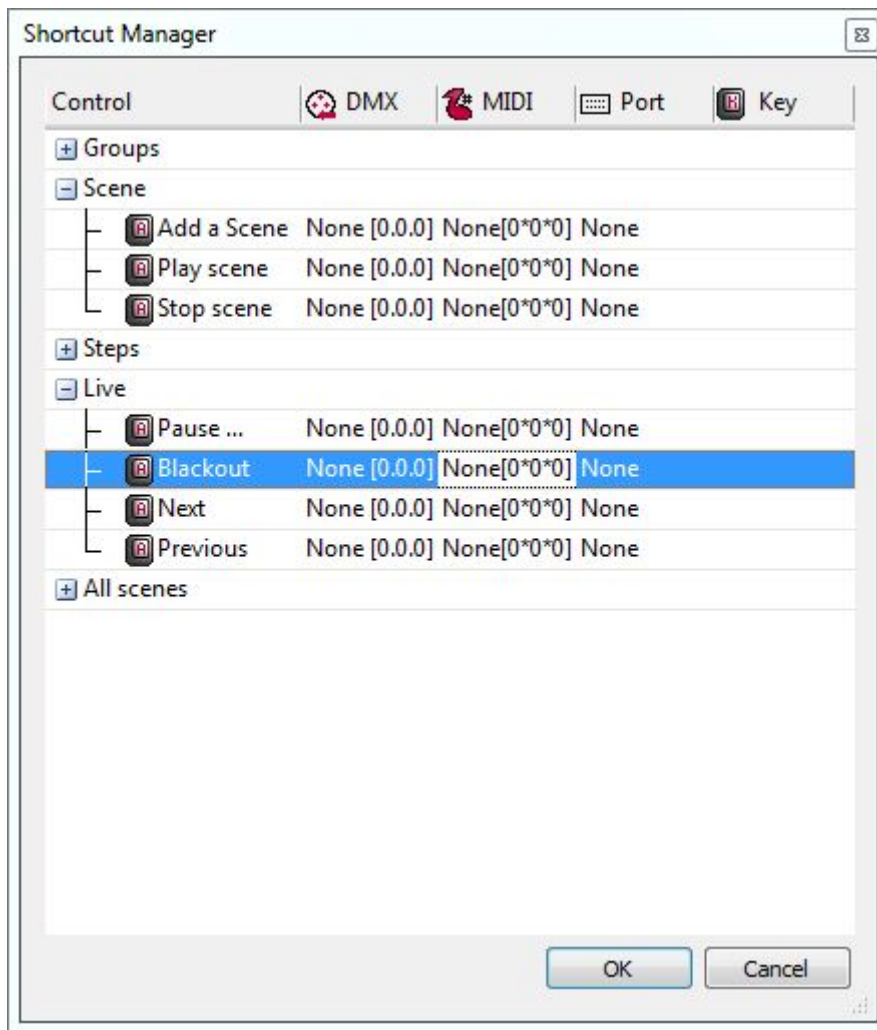 Shortcut Manager
Control DMX MIDI Port Key
Groups
Scene
Add a Scene None [0.0.0] None[0*0*0] None
Play scene None [0.0.0] None[0*0*0] None
Stop scene None [0.0.0] None[0*0*0] None
Steps
Live
Pause ... None [0.0.0] None[0*0*0] None
Blackout None [0.0.0] None[0*0*0] None
Next None [0.0.0] None[0*0*0] None
Previous None [0.0.0] None[0*0*0] None
All scenes
OK Cancel